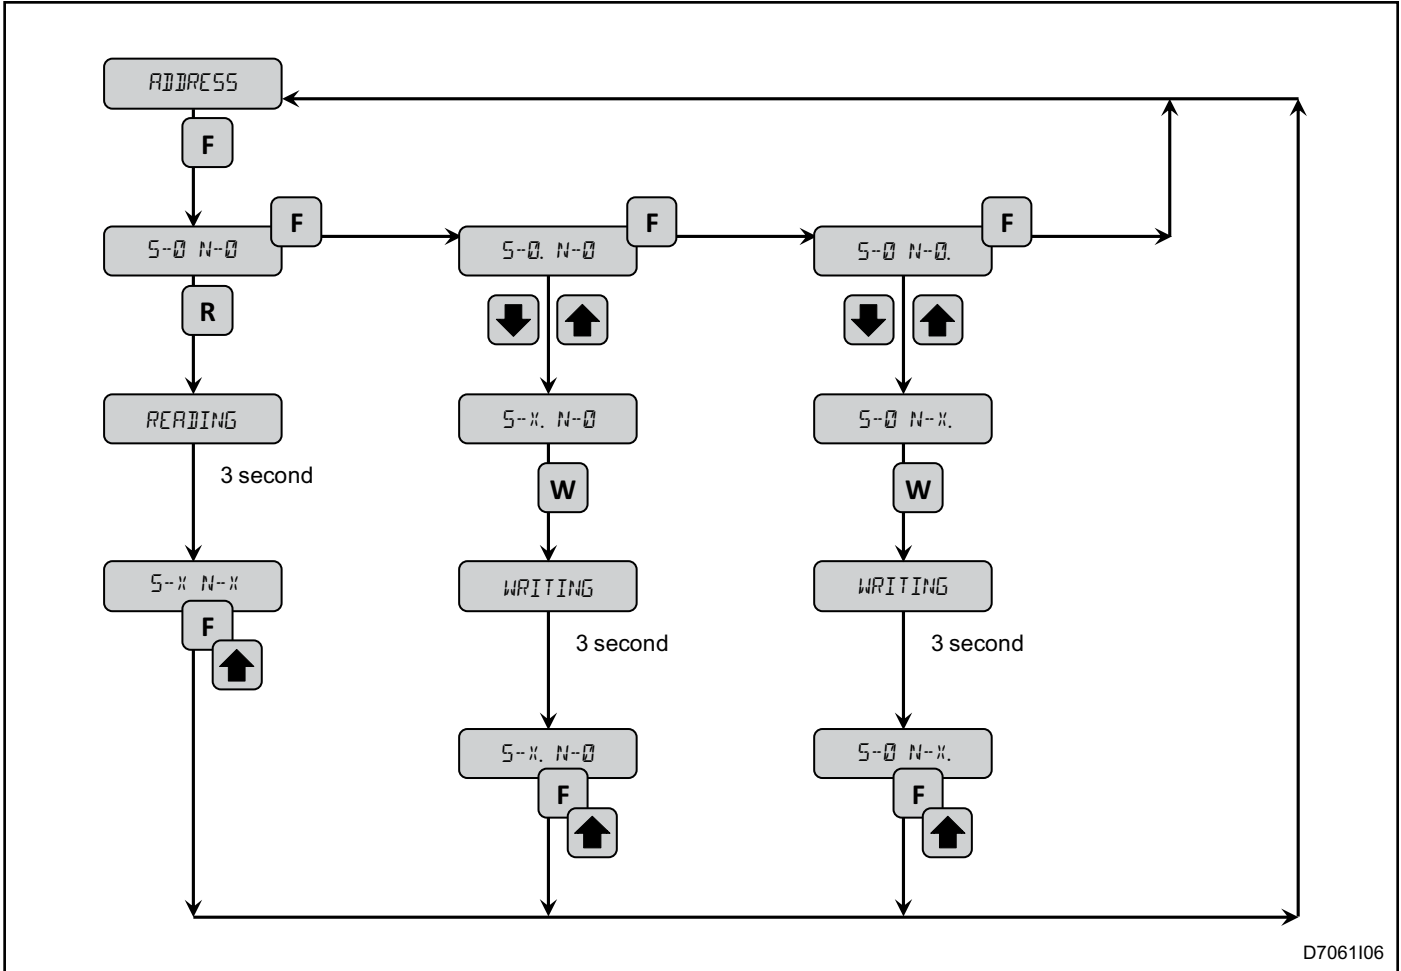 ADDRESS
F
S-0 N-0
F
S-0. N-0
F
S-0 N-0.
F
R
READING
S-X. N-0
S-0 N-X.
3 second
W
W
S-X N-X
WRITING
WRITING
F
3 second
3 second
S-X. N-0
S-0 N-X.
F
F
D7061I06